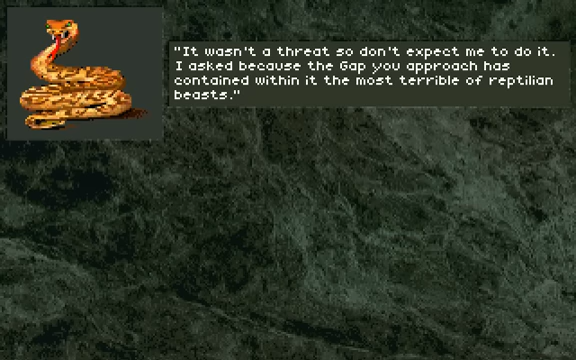 "It wasn't a threat so don't expect me to do it.
I asked because the Gap you approach has
contained within it the most terrible of reptilian
beasts."